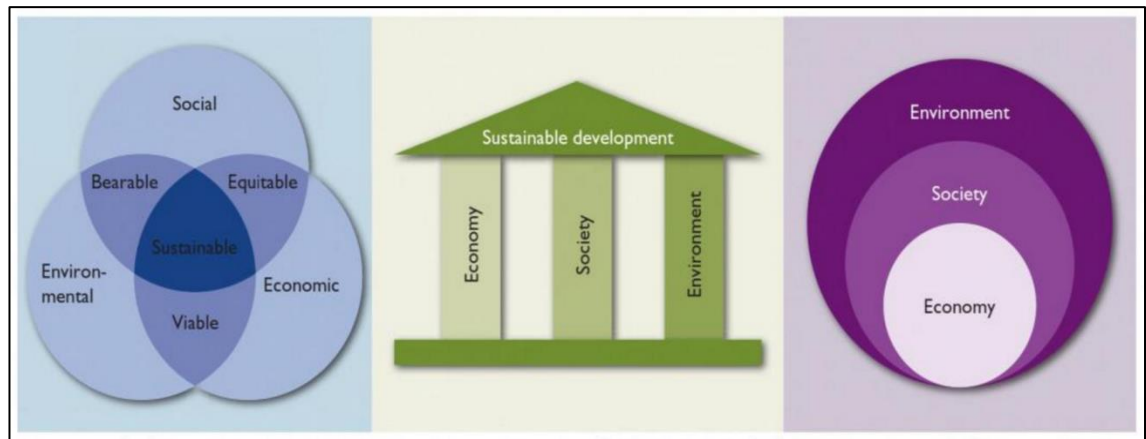 Social
Bearable
Equitable
Sustainable
Environ-
mental
Economic
Viable
Sustainable development
Economy
Society
Environment
Environment
Society
Economy